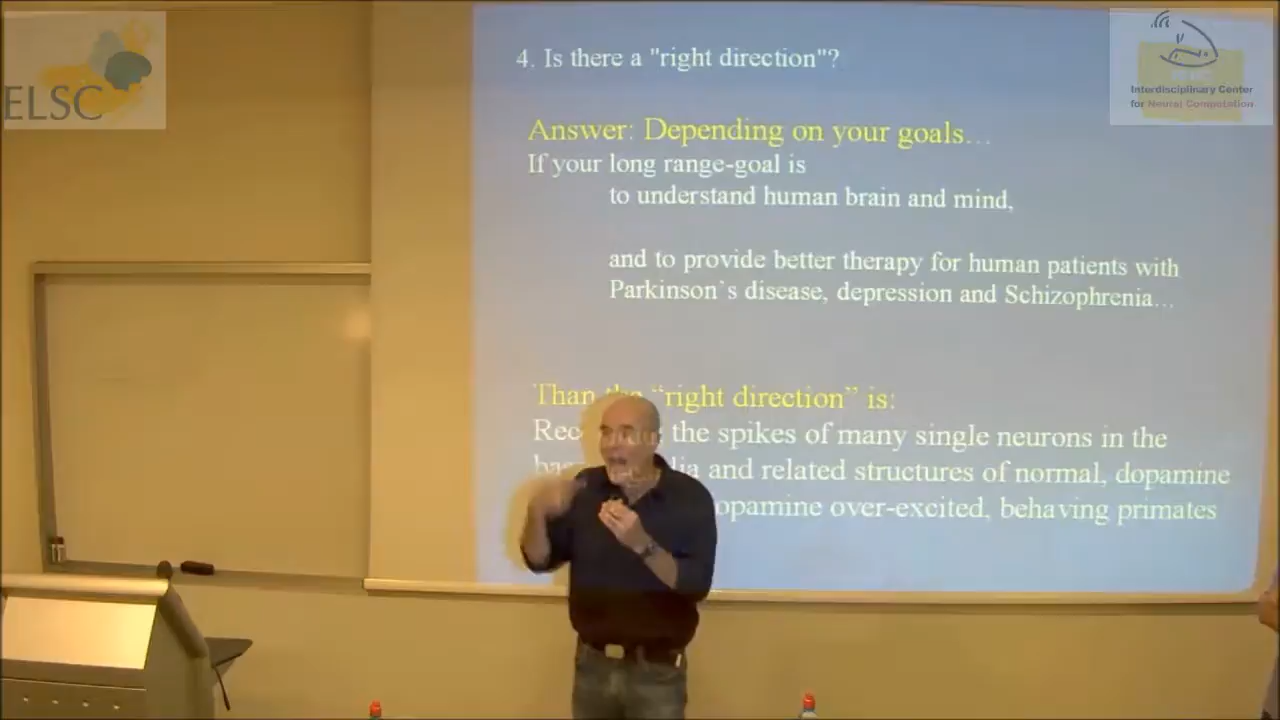 ELSC
Interdisciplinary Center
for Neural Computation
4. Is there a "right direction"?
Answer: Depending on your goals…
If your long range-goal is
to understand human brain and mind,
and to provide better therapy for human patients with
Parkinson`s disease, depression and Schizophrenia…
Than the “right direction” is:
the spikes of many single neurons in the
and related structures of normal, dopamine
over-excited, behaving primates